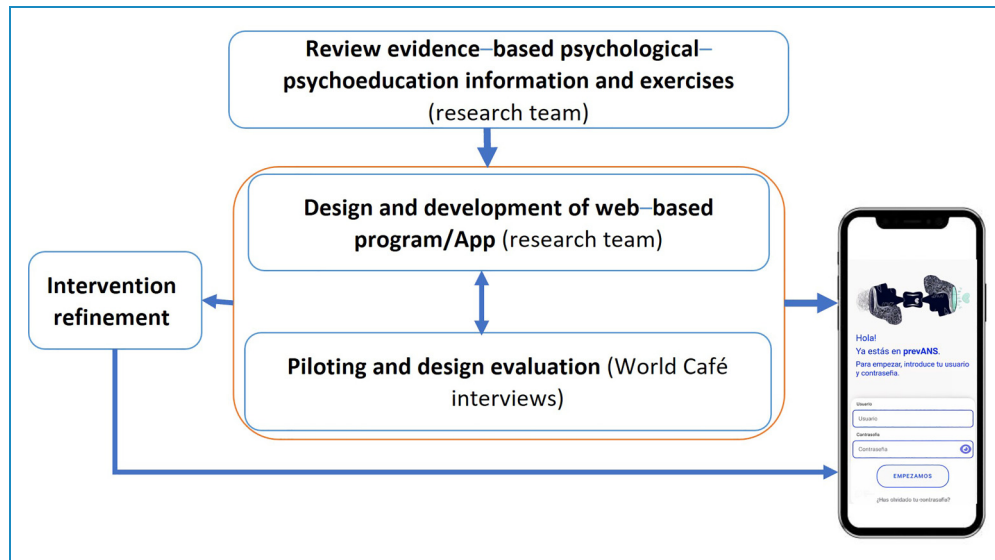 Review evidence–based psychological–
psychoeducation information and exercises
(research team)
Design and development of web–based
program/App (research team)
Intervention
refinement
Piloting and design evaluation (World Café
interviews)
Hola!
Ya estás en prevANS.
Para empezar, introduce tu usuario
y contraseña.
Usuario
Usuario
Contraseña
Contraseña
EMPEZAMOS
¿Has olvidado tu contraseña?